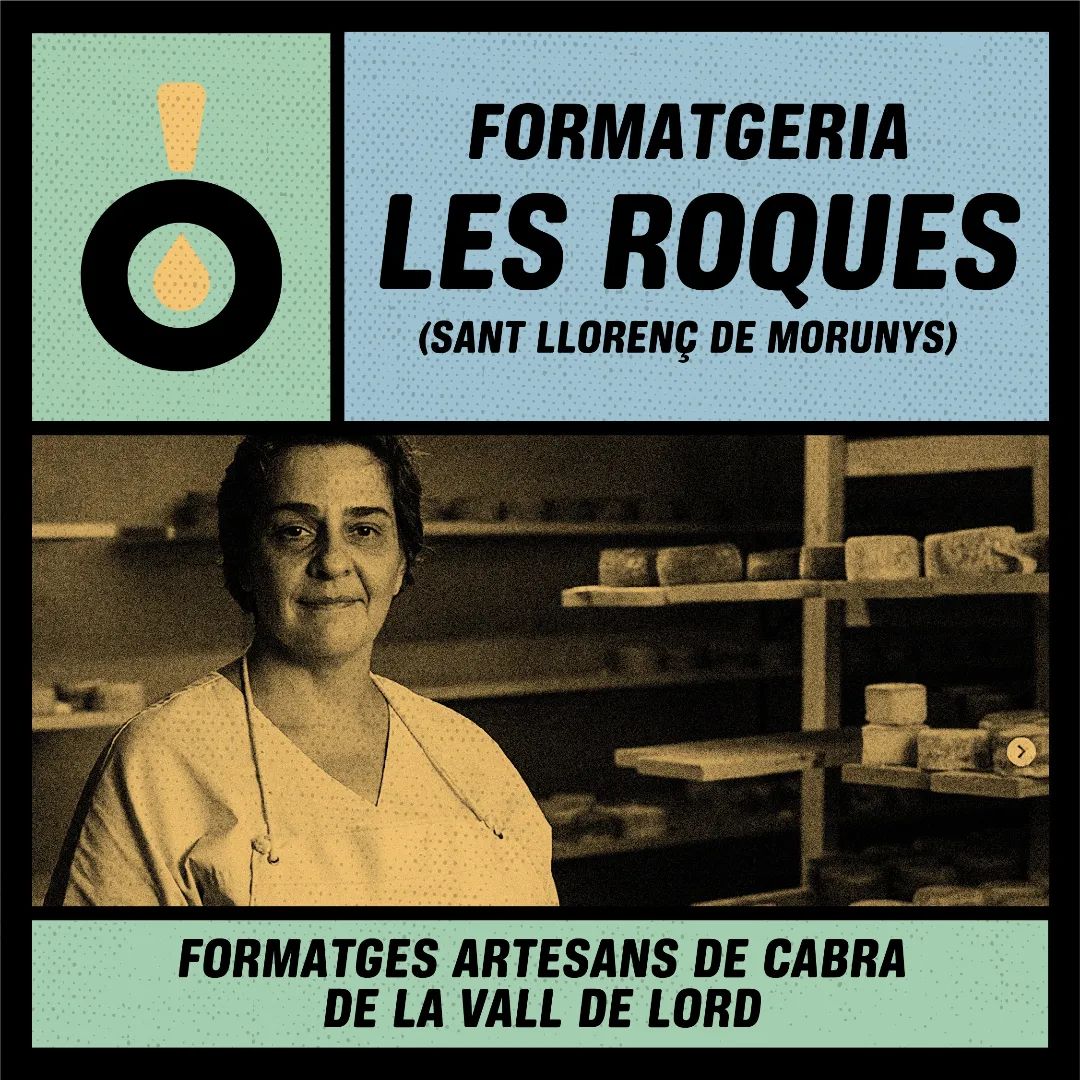 FORMATGERIA
LES ROQUES
(SANT LLORENÇ DE MORUNYS)
FORMATGES ARTESANS DE CABRA
DE LA VALL DE LORD